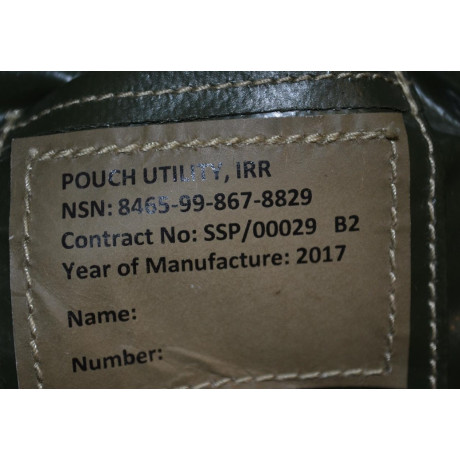 POUCH UTILITY, IRR
NSN: 8465-99-867-8829
Contract No: SSP/00029 B2
Year of Manufacture: 2017
Name:
Number: